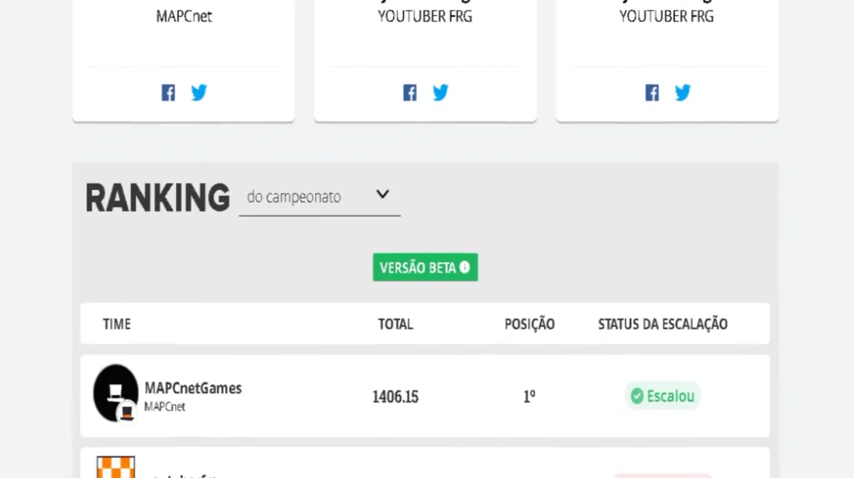 MAPCnet
YOUTUBER FRG
YOUTUBER FRG
RANKING do campeonato
VERSÃO BETA
TIME TOTAL POSIÇÃO STATUS DA ESCALAÇÃO
MAPCnetGames
MAPCnet
1406.15 1º Escalou